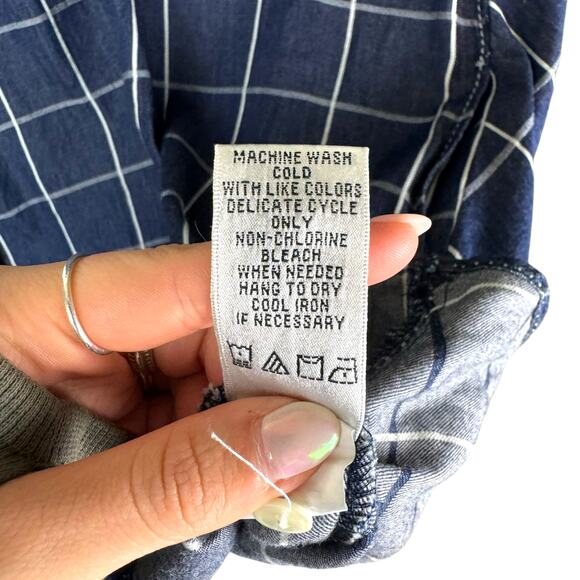 MACHINE WASH
COLD
WITH LIKE COLORS
DELICATE CYCLE
ONLY
NON-CHLORINE
BLEACH
WHEN NEEDED
HANG TO DRY
COOL IRON
IF NECESSARY